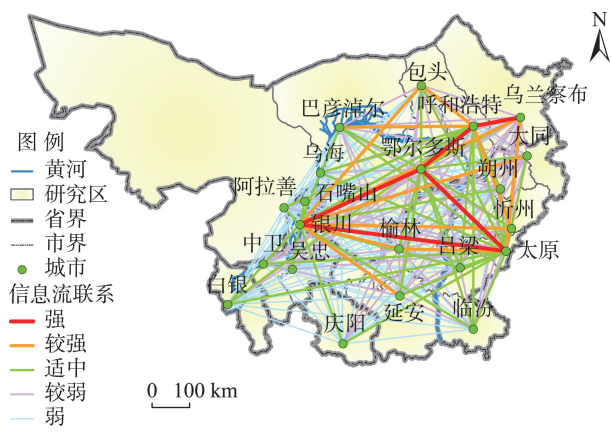 N
包头
呼和浩特
乌兰察布
巴彦淖尔
大同
乌海
鄂尔多斯
朔州
阿拉善
石嘴山
忻州
银川
榆林
吕梁
太原
中卫
吴忠
白银
延安
临汾
庆阳
图 例
黄河
研究区
省界
市界
城市
信息流联系
强
较强
适中
较弱
弱
0 100 km